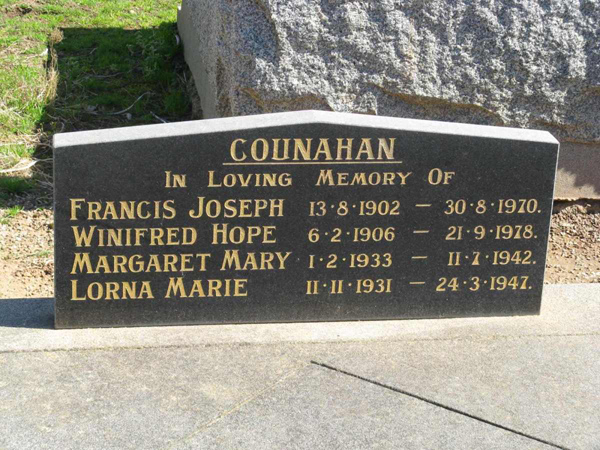 COUNAHAN
IN LOVING MEMORY OF
FRANCIS JOSEPH 13·8·1902 – 30·8·1970.
WINIFRED HOPE 6·2·1906 – 21·9·1978.
MARGARET MARY 1·2·1933 – 11·7·1942.
LORNA MARIE 11·11·1931 – 24·3·1947.